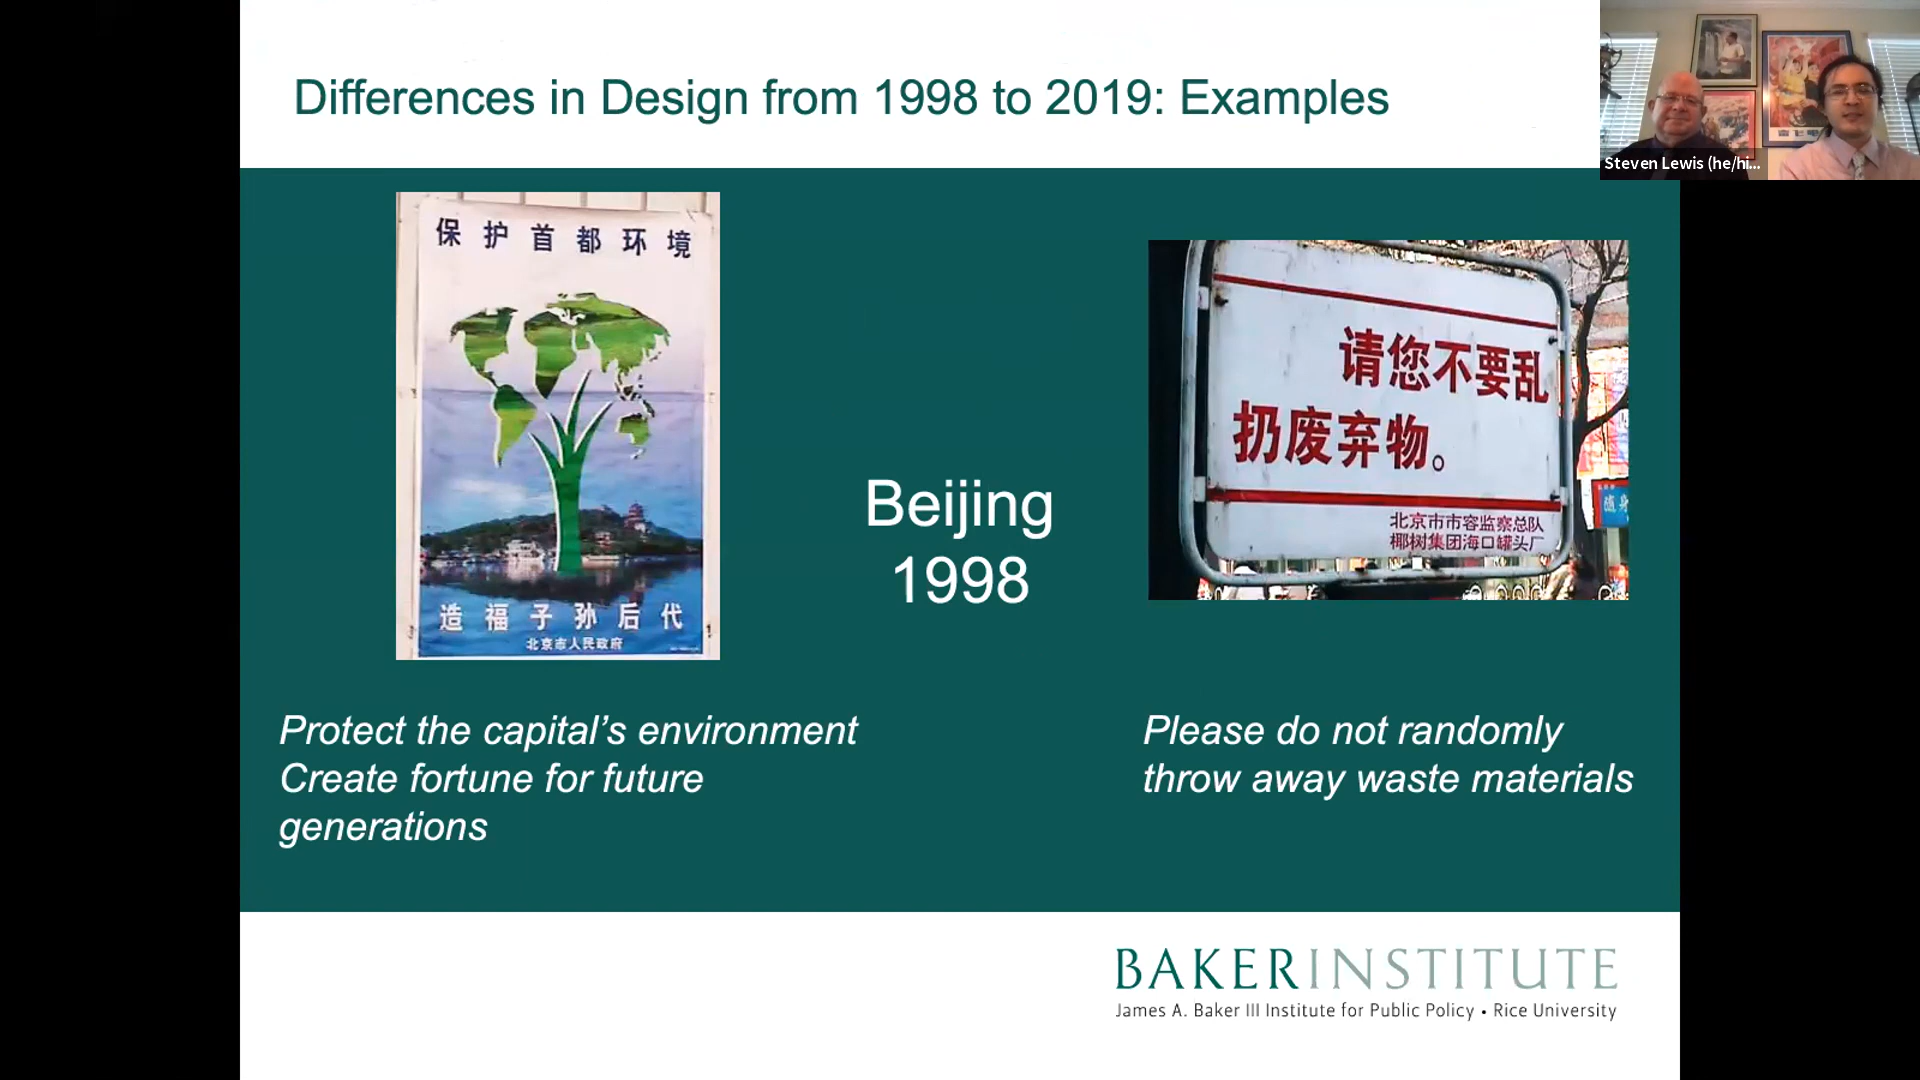 Differences in Design from 1998 to 2019: Examples
Steven Lewis (he/hi...
保护首都环境
造福子孙后代
北京市人民政府
Beijing
1998
请您不要乱
扔废弃物。
北京市市容监察总队
椰树集团海口罐头厂
随身
Protect the capital’s environment
Create fortune for future
generations
Please do not randomly
throw away waste materials
BAKER INSTITUTE
James A. Baker III Institute for Public Policy • Rice University